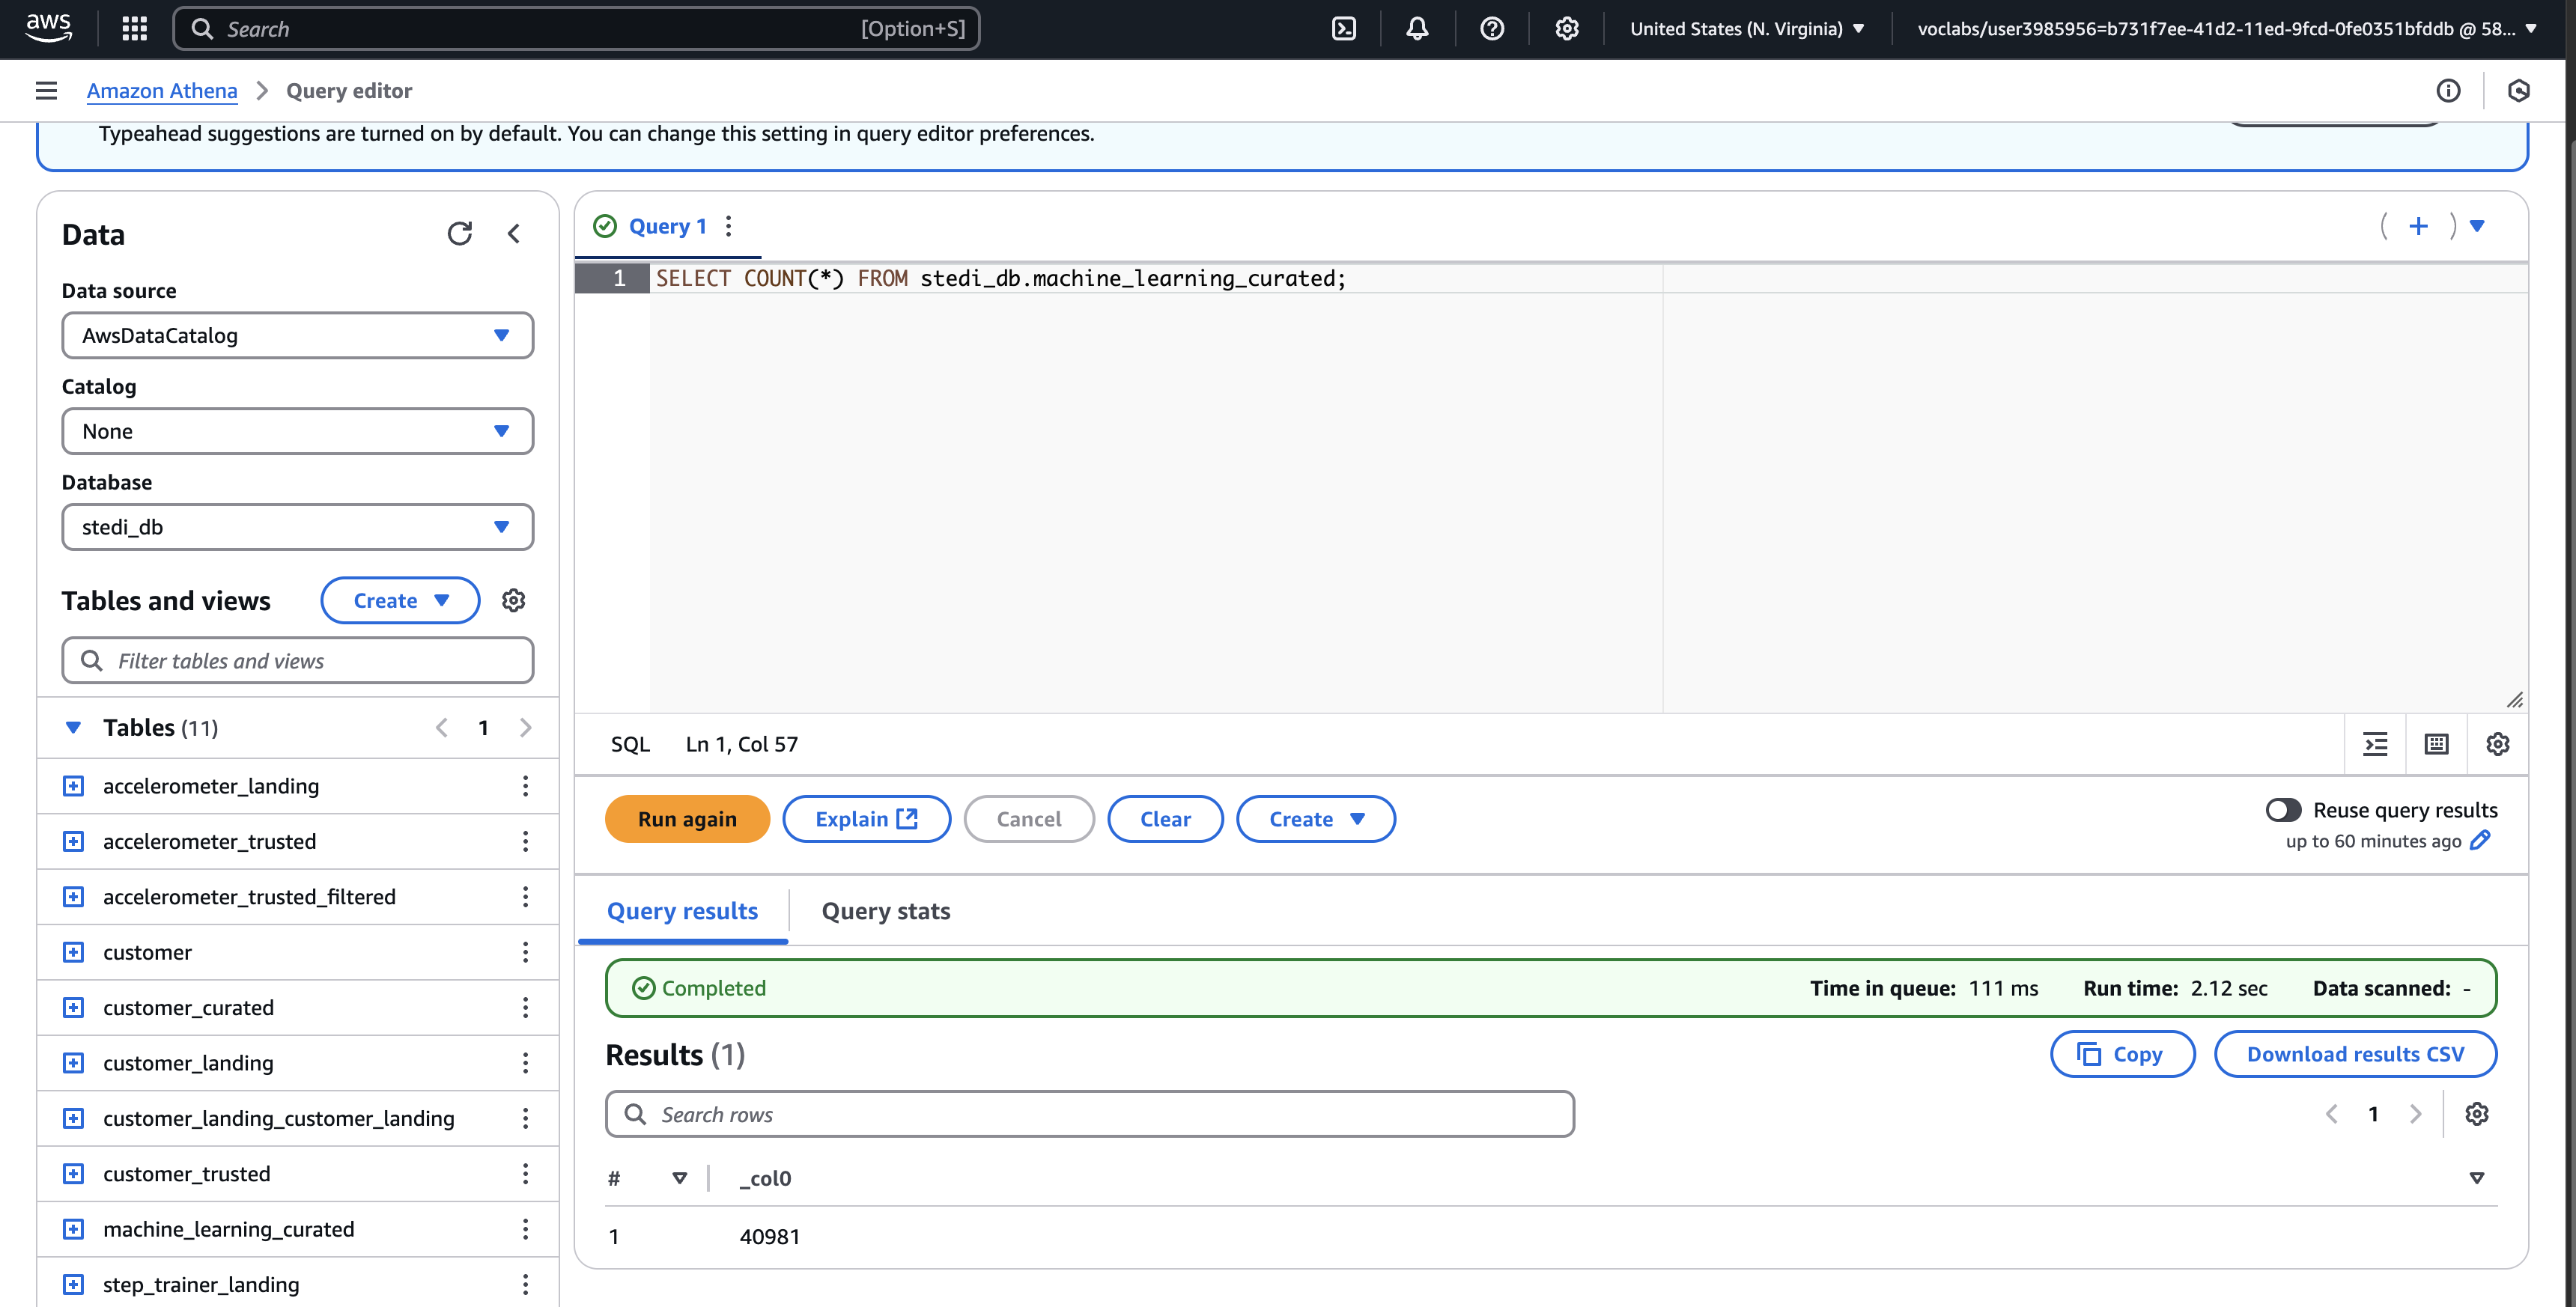 aws
Search [Option+S]
United States (N. Virginia)
voclabs/user3985956=b731f7ee-41d2-11ed-9fcd-0fe0351bfddb @ 58...
Amazon Athena > Query editor
Typeahead suggestions are turned on by default. You can change this setting in query editor preferences.
Data
Data source
AwsDataCatalog
Catalog
None
Database
stedi_db
Tables and views
Create
Filter tables and views
Tables (11)
1
accelerometer_landing
accelerometer_trusted
accelerometer_trusted_filtered
customer
customer_curated
customer_landing
customer_landing_customer_landing
customer_trusted
machine_learning_curated
step_trainer_landing
Query 1
1 SELECT COUNT(*) FROM stedi_db.machine_learning_curated;
SQL Ln 1, Col 57
Run again Explain Cancel Clear Create
Reuse query results
up to 60 minutes ago
Query results Query stats
Completed Time in queue: 111 ms Run time: 2.12 sec Data scanned: -
Results (1)
Copy Download results CSV
Search rows
1
# _col0
1 40981